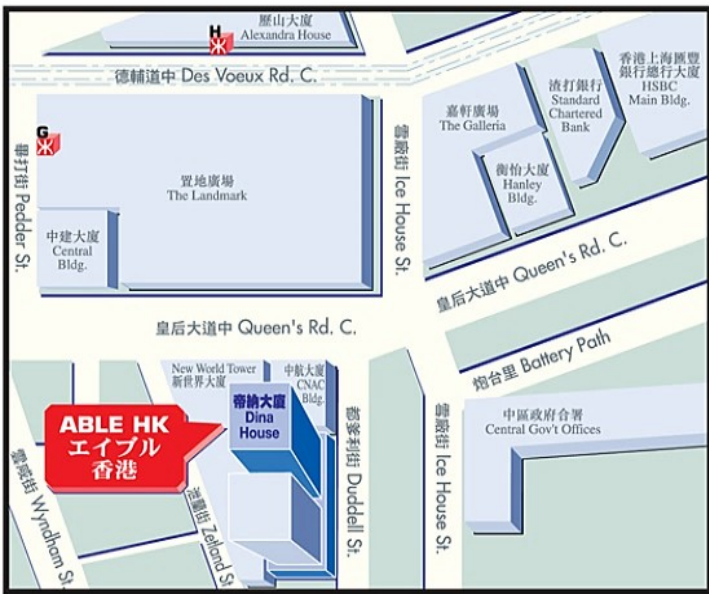 歷山大廈
Alexandra House
H
德輔道中 Des Voeux Rd. C.
香港上海匯豐
銀行總行大廈
HSBC
Main Bldg.
渣打銀行
Standard
Chartered
Bank
嘉軒廣場
The Galleria
衡怡大廈
Hanley
Bldg.
G
畢打街 Pedder St.
置地廣場
The Landmark
雪廠街 Ice House St.
中建大廈
Central
Bldg.
皇后大道中 Queen's Rd. C.
皇后大道中 Queen's Rd. C.
炮台里 Battery Path
New World Tower
新世界大廈
中航大廈
CNAC
Bldg.
帝納大廈
Dina
House
ABLE HK
エイブル
香港
中區政府合署
Central Gov't Offices
雲咸街 Wyndham St.
泄蘭街 Zetland St.
都爹利街 Duddell St.
雪廠街 Ice House St.